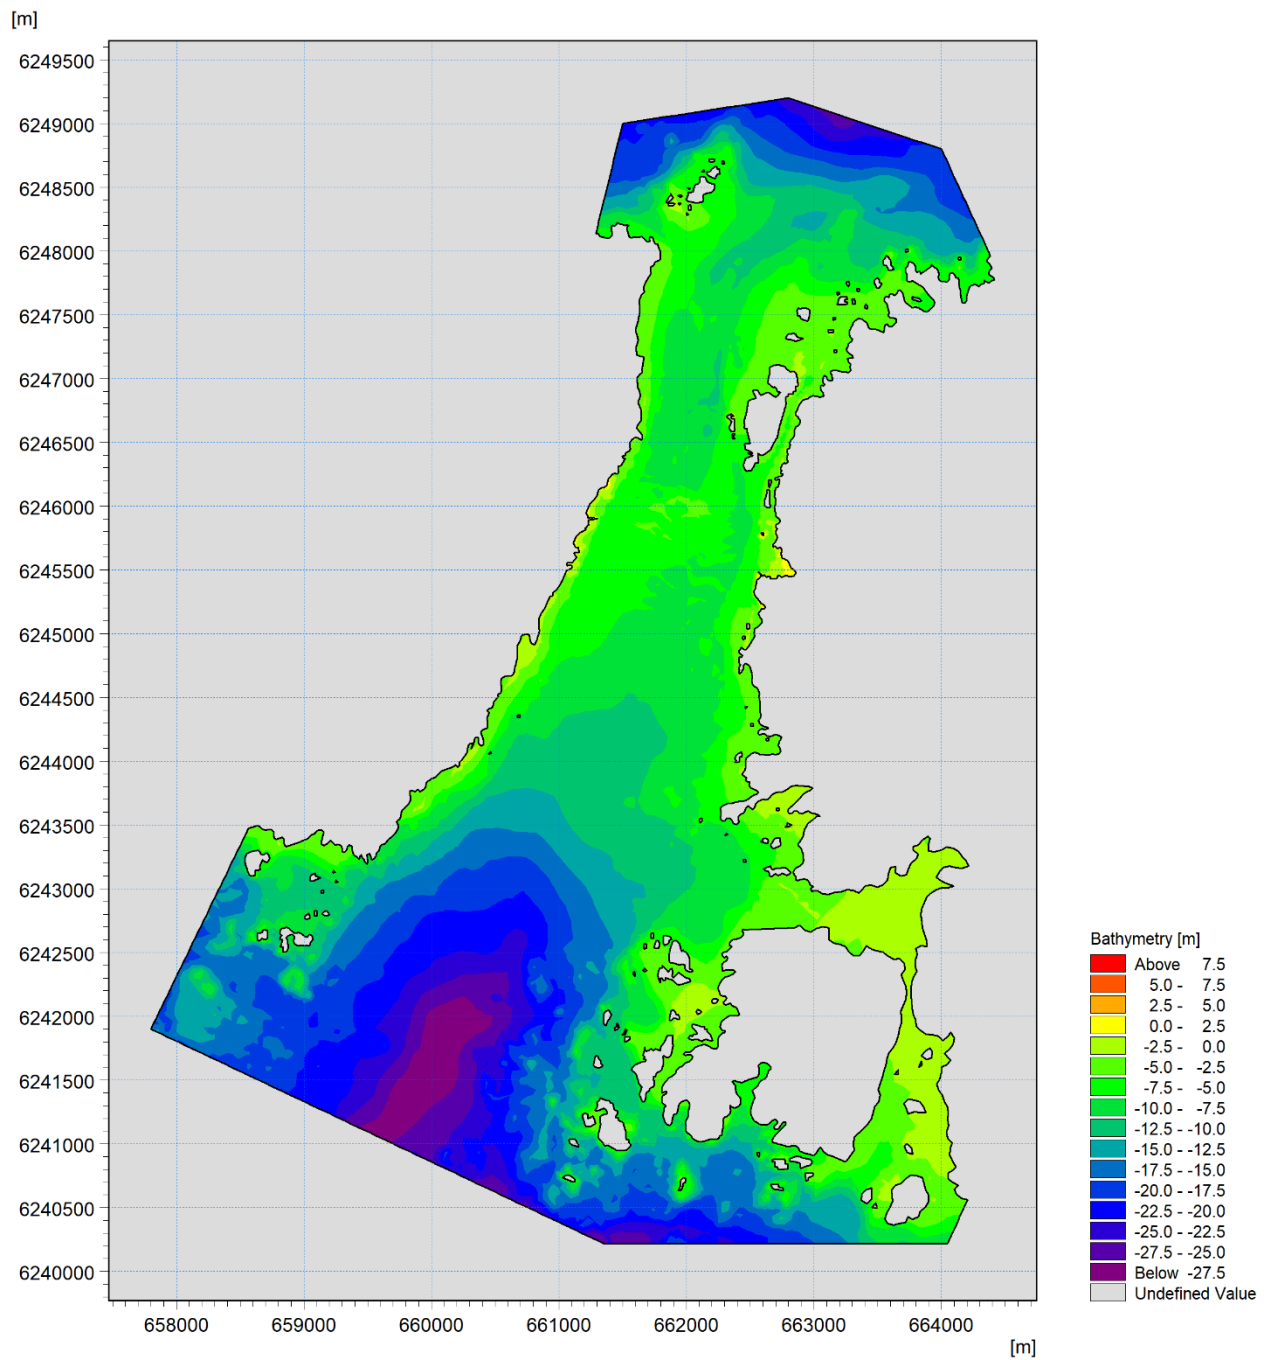 [m]
6249500
6249000
6248500
6248000
6247500
6247000
6246500
6246000
6245500
6245000
6244500
6244000
6243500
6243000
6242500
6242000
6241500
6241000
6240500
6240000
658000 659000 660000 661000 662000 663000 664000
[m]
Bathymetry [m]
Above 7.5
5.0 - 7.5
2.5 - 5.0
0.0 - 2.5
-2.5 - 0.0
-5.0 - -2.5
-7.5 - -5.0
-10.0 - -7.5
-12.5 - -10.0
-15.0 - -12.5
-17.5 - -15.0
-20.0 - -17.5
-22.5 - -20.0
-25.0 - -22.5
-27.5 - -25.0
Below -27.5
Undefined Value